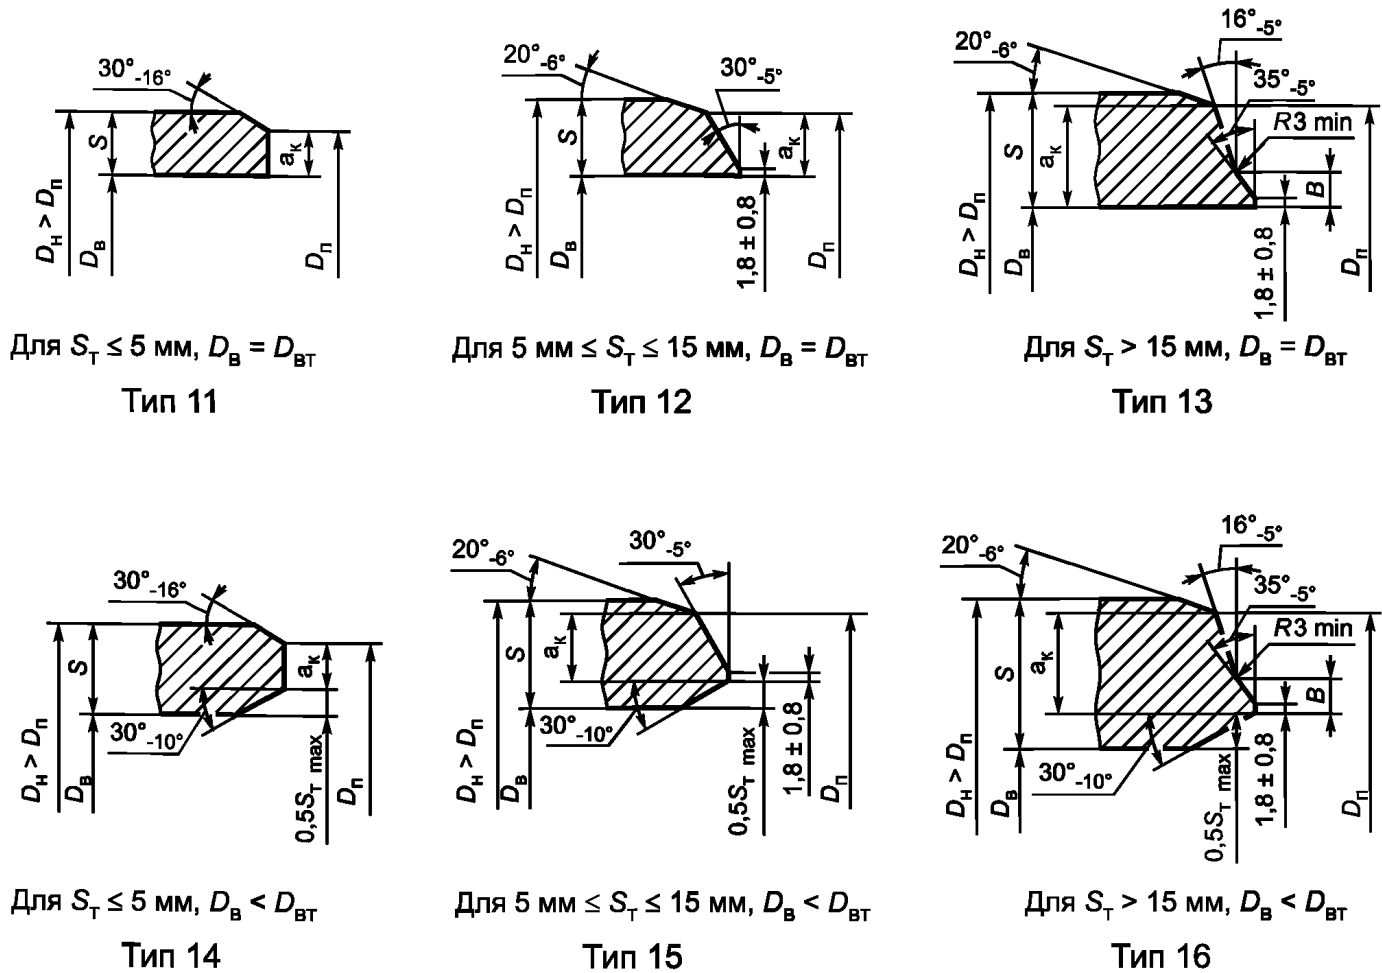 30°₋₁₆°
S
aₖ
Dн > Dп
Dв
Dп
Для Sт ≤ 5 мм, Dв = Dвт
Тип 11
20°₋₆°
30°₋₅°
S
aₖ
Dн > Dп
Dв
1,8 ± 0,8
Dп
Для 5 мм ≤ Sт ≤ 15 мм, Dв = Dвт
Тип 12
16°₋₅°
20°₋₆°
35°₋₅°
R3 min
S
aₖ
B
Dн > Dп
Dв
1,8 ± 0,8
Dп
Для Sт > 15 мм, Dв = Dвт
Тип 13
30°₋₁₆°
S
aₖ
30°₋₁₀°
Dн > Dп
Dв
0,5Sт max
Dп
Для Sт ≤ 5 мм, Dв < Dвт
Тип 14
20°₋₆°
30°₋₅°
S
aₖ
30°₋₁₀°
Dн > Dп
Dв
0,5Sт max
1,8 ± 0,8
Dп
Для 5 мм ≤ Sт ≤ 15 мм, Dв < Dвт
Тип 15
16°₋₅°
20°₋₆°
35°₋₅°
R3 min
S
aₖ
B
30°₋₁₀°
Dн > Dп
Dв
0,5Sт max
1,8 ± 0,8
Dп
Для Sт > 15 мм, Dв < Dвт
Тип 16